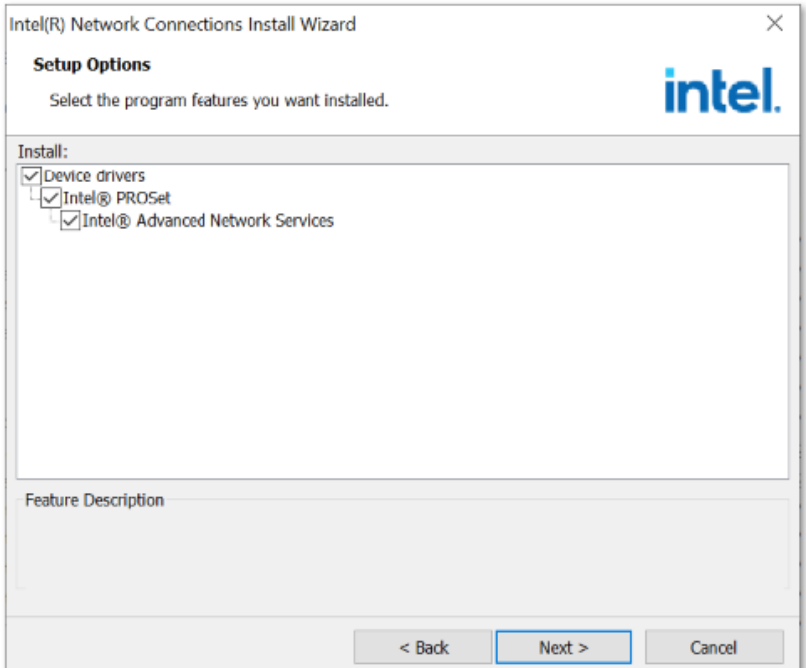 Intel(R) Network Connections Install Wizard
Setup Options
Select the program features you want installed.
intel.
Install:
Device drivers
Intel® PROSet
Intel® Advanced Network Services
Feature Description
< Back
Next >
Cancel